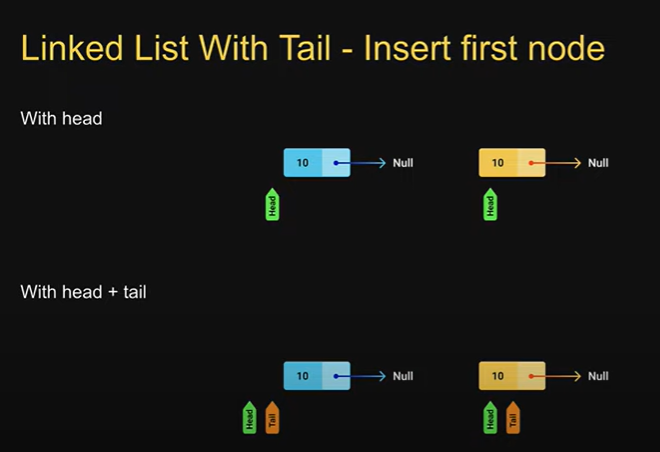 Linked List With Tail - Insert first node
With head
10 Null 10 Null
Head Head
With head + tail
10 Null 10 Null
Head Tail Head Tail